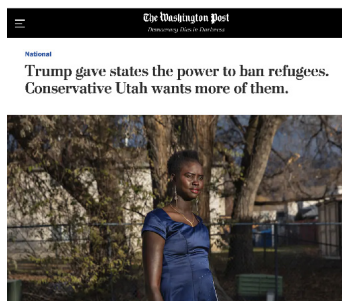 The Washington Post
Democracy Dies in Darkness
National
Trump gave states the power to ban refugees.
Conservative Utah wants more of them.